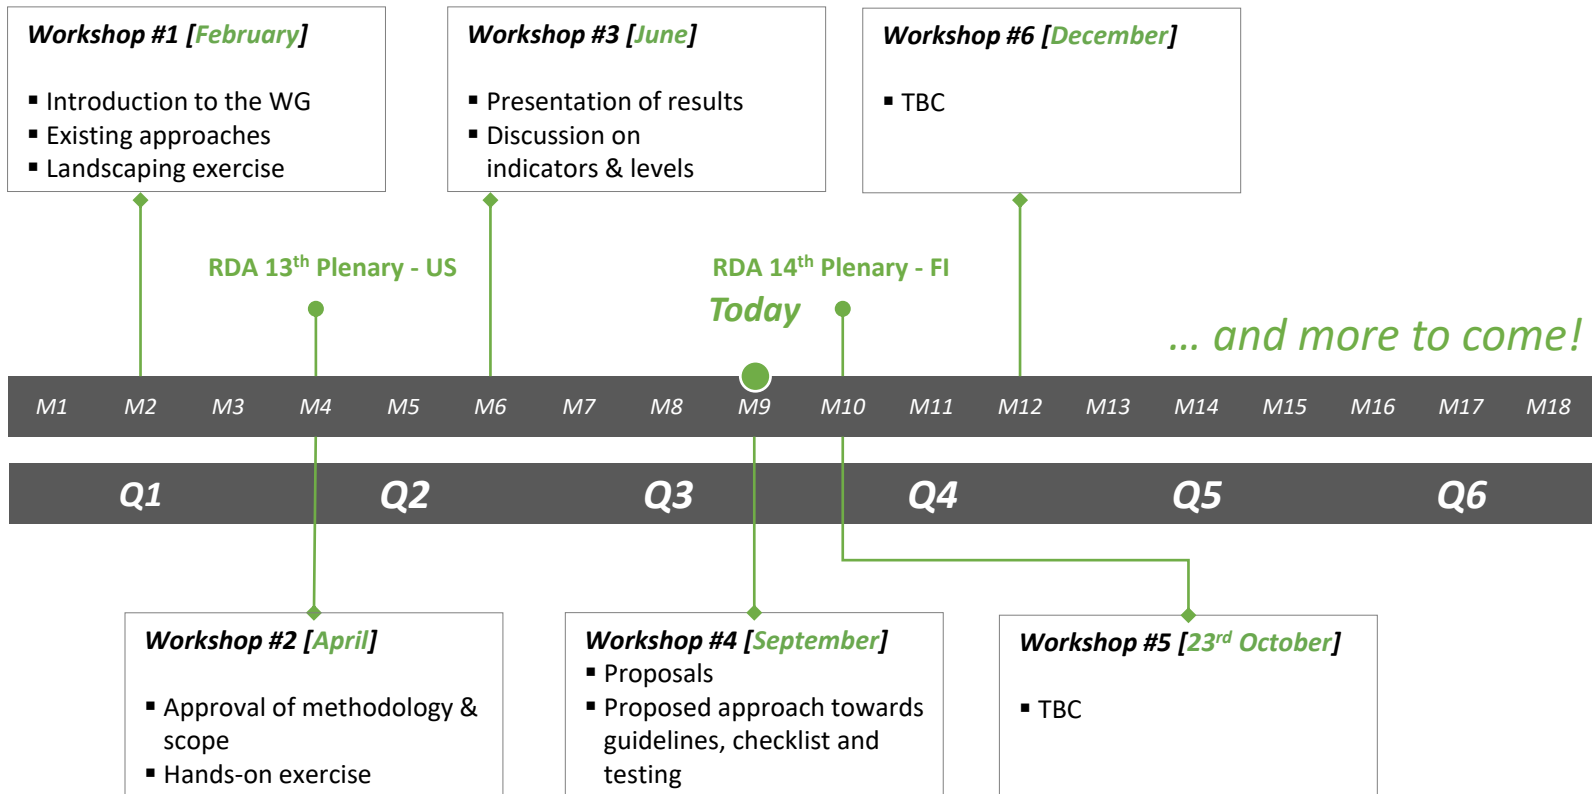 Workshop #1 [February]
▪ Introduction to the WG
▪ Existing approaches
▪ Landscaping exercise
Workshop #3 [June]
▪ Presentation of results
▪ Discussion on
indicators & levels
Workshop #6 [December]
▪ TBC
RDA 13th Plenary - US
RDA 14th Plenary - FI
Today
... and more to come!
M1 M2 M3 M4 M5 M6 M7 M8 M9 M10 M11 M12 M13 M14 M15 M16 M17 M18
Q1 Q2 Q3 Q4 Q5 Q6
Workshop #2 [April]
▪ Approval of methodology &
scope
▪ Hands-on exercise
Workshop #4 [September]
▪ Proposals
▪ Proposed approach towards
guidelines, checklist and
testing
Workshop #5 [23rd October]
▪ TBC